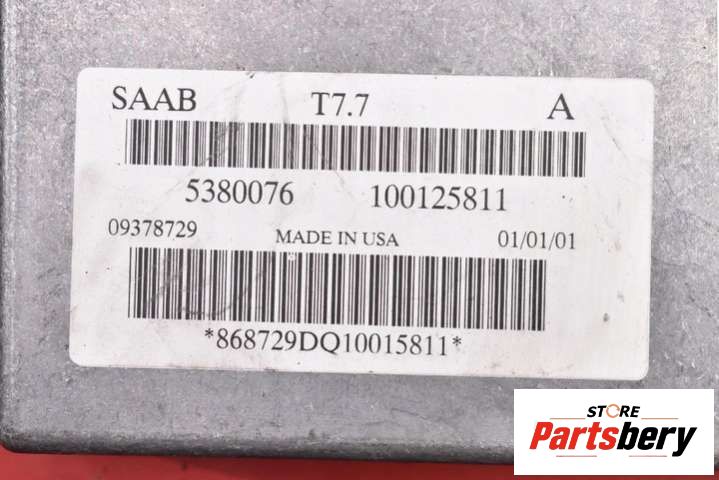 SAAB T7.7 A
5380076 100125811
09378729 MADE IN USA 01/01/01
*868729DQ10015811*
STORE
Partsbery